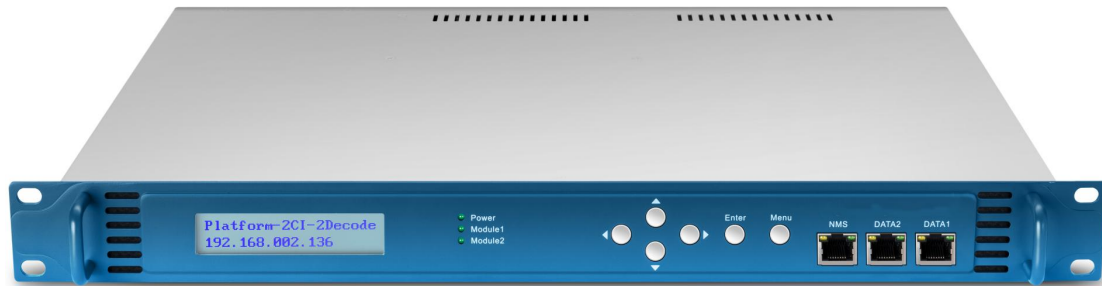 Platform-2CI-2Decode
192.168.002.136
Power
Module1
Module2
Enter
Menu
NMS
DATA2
DATA1